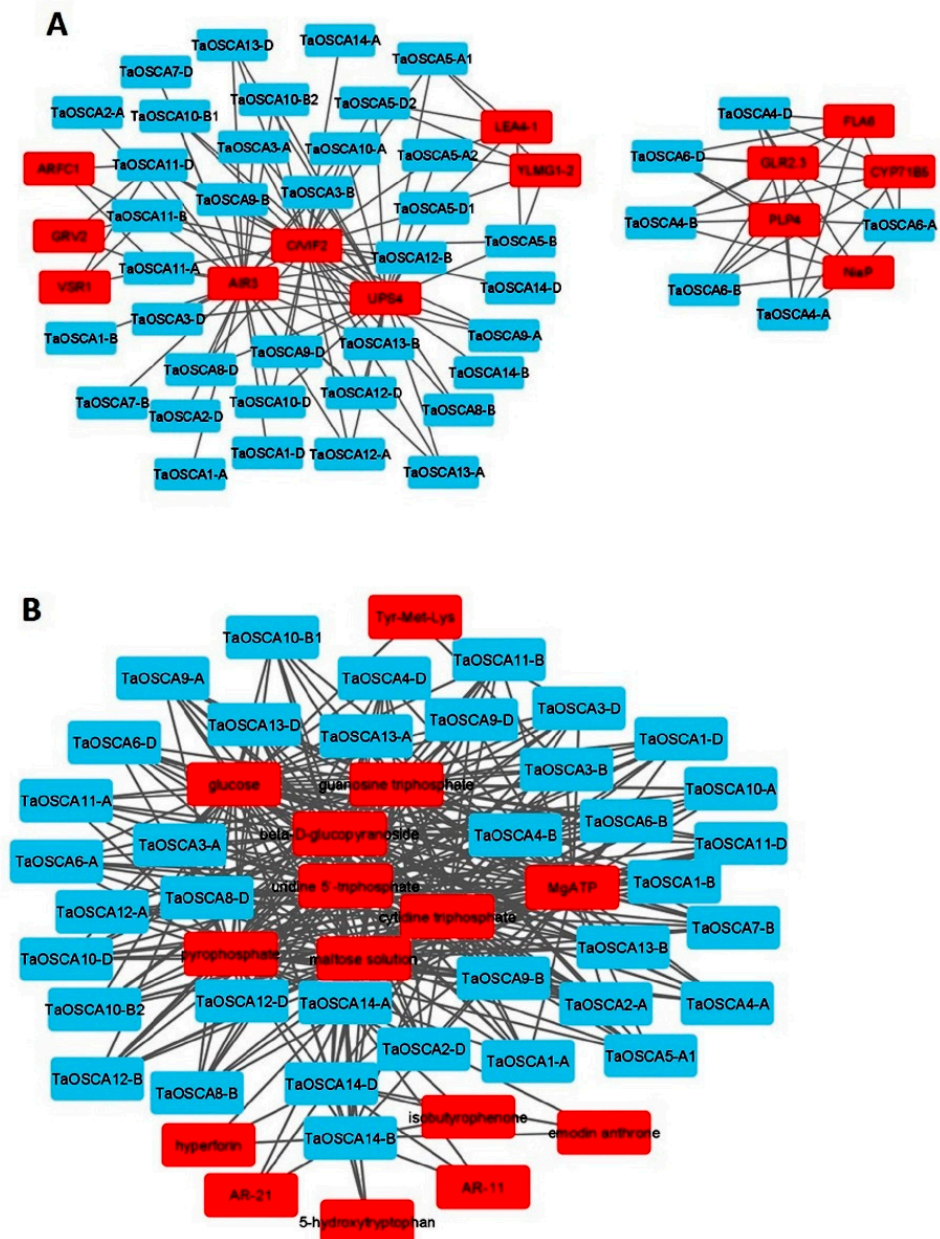 A
TaOSCA13-D
TaOSCA14-A
TaOSCA5-A1
TaOSCA7-D
TaOSCA10-B2
TaOSCA5-D2
TaOSCA2-A
TaOSCA10-B1
LEA4-1
TaOSCA3-A
TaOSCA10-A
TaOSCA5-A2
ARFC1
TaOSCA11-D
YLMG1-2
TaOSCA9-B
TaOSCA3-B
TaOSCA5-D1
TaOSCA11-B
GRV2
C/VIF2
TaOSCA5-B
TaOSCA12-B
TaOSCA11-A
VSR1
AIR3
UPS4
TaOSCA14-D
TaOSCA3-D
TaOSCA1-B
TaOSCA9-A
TaOSCA13-B
TaOSCA9-D
TaOSCA8-D
TaOSCA14-B
TaOSCA7-B
TaOSCA10-D
TaOSCA12-D
TaOSCA8-B
TaOSCA2-D
TaOSCA1-D
TaOSCA12-A
TaOSCA1-A
TaOSCA13-A
TaOSCA4-D
FLA6
TaOSCA6-D
GLR2.3
CYP71B5
TaOSCA4-B
PLP4
TaOSCA6-A
NiaP
TaOSCA6-B
TaOSCA4-A
B
Tyr-Met-Lys
TaOSCA10-B1
TaOSCA11-B
TaOSCA9-A
TaOSCA4-D
TaOSCA3-D
TaOSCA13-D
TaOSCA13-A
TaOSCA9-D
TaOSCA6-D
TaOSCA1-D
TaOSCA3-B
glucose
guanosine triphosphate
TaOSCA10-A
TaOSCA11-A
TaOSCA6-B
beta-D-glucopyranoside
TaOSCA4-B
TaOSCA3-A
TaOSCA11-D
TaOSCA6-A
TaOSCA1-B
uridine 5'-triphosphate
MgATP
TaOSCA8-D
TaOSCA12-A
cytidine triphosphate
TaOSCA7-B
TaOSCA13-B
pyrophosphate
maltose solution
TaOSCA10-D
TaOSCA9-B
TaOSCA10-B2
TaOSCA12-D
TaOSCA14-A
TaOSCA2-A
TaOSCA4-A
TaOSCA2-D
TaOSCA1-A
TaOSCA5-A1
TaOSCA12-B
TaOSCA8-B
TaOSCA14-D
isobutyrophenone
hyperforin
TaOSCA14-B
emodin anthrone
AR-21
AR-11
5-hydroxytryptophan